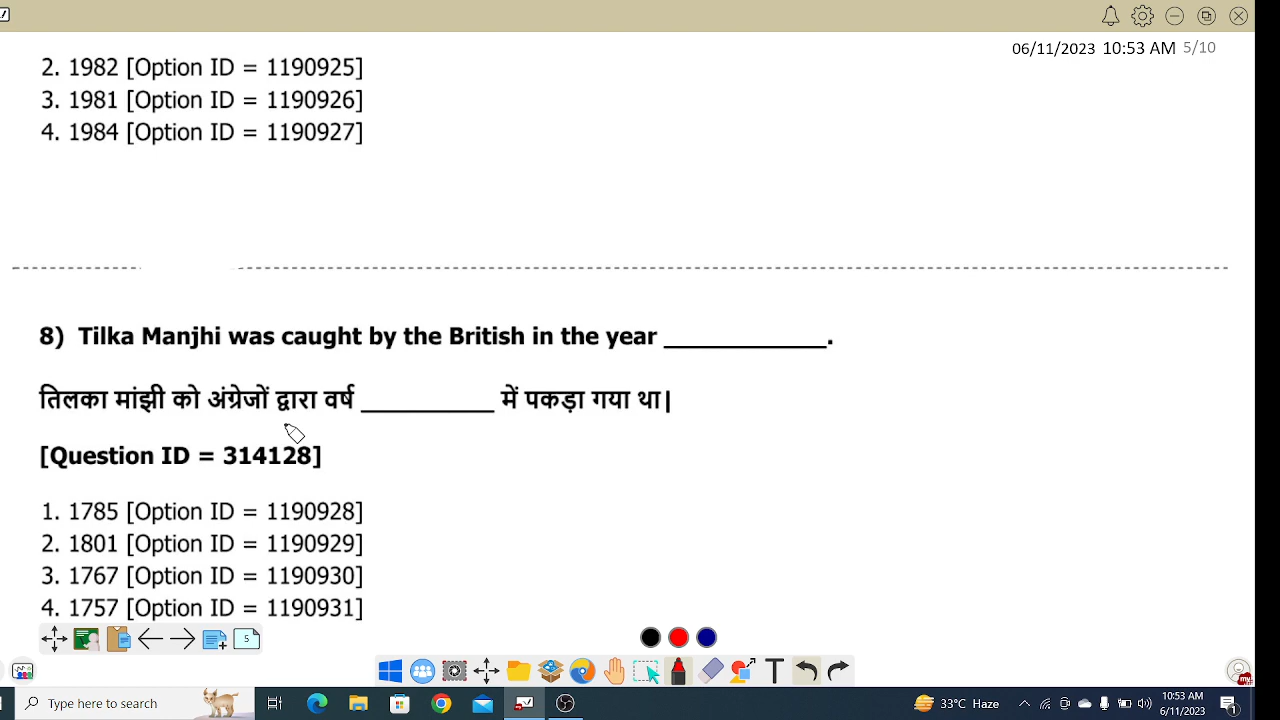 06/11/2023 10:53 AM 5/10
2. 1982 [Option ID = 1190925]
3. 1981 [Option ID = 1190926]
4. 1984 [Option ID = 1190927]
8) Tilka Manjhi was caught by the British in the year ____________.
तिलका मांझी को अंग्रेजों द्वारा वर्ष __________ में पकड़ा गया था|
[Question ID = 314128]
1. 1785 [Option ID = 1190928]
2. 1801 [Option ID = 1190929]
3. 1767 [Option ID = 1190930]
4. 1757 [Option ID = 1190931]
5
Type here to search
33°C Haze
10:53 AM
6/11/2023
1